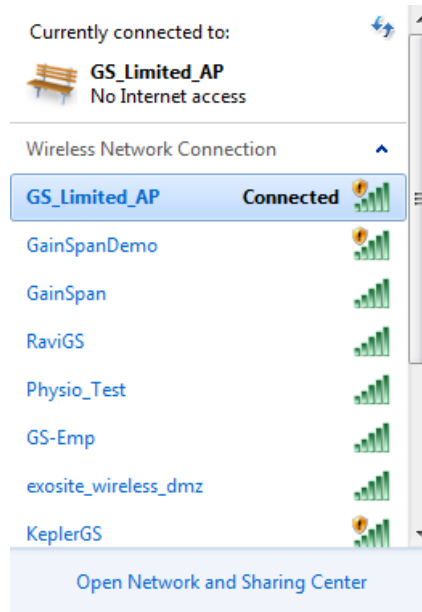 Currently connected to:
GS_Limited_AP
No Internet access
Wireless Network Connection
GS_Limited_AP Connected
GainSpanDemo
GainSpan
RaviGS
Physio_Test
GS-Emp
exosite_wireless_dmz
KeplerGS
Open Network and Sharing Center